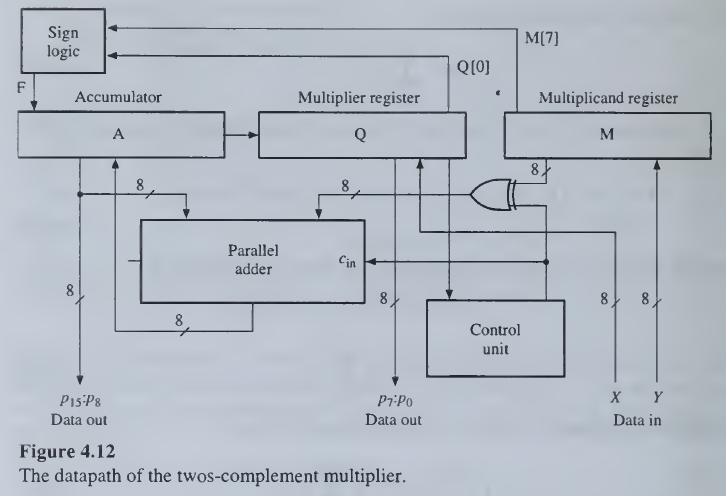 Sign
logic
M[7]
Q[0]
F
Accumulator
Multiplier register
Multiplicand register
A
Q
M
8
8
8
Parallel
adder
cin
8
8
8
8
8
Control
unit
p15:p8
Data out
p7:p0
Data out
X
Y
Data in
Figure 4.12
The datapath of the twos-complement multiplier.